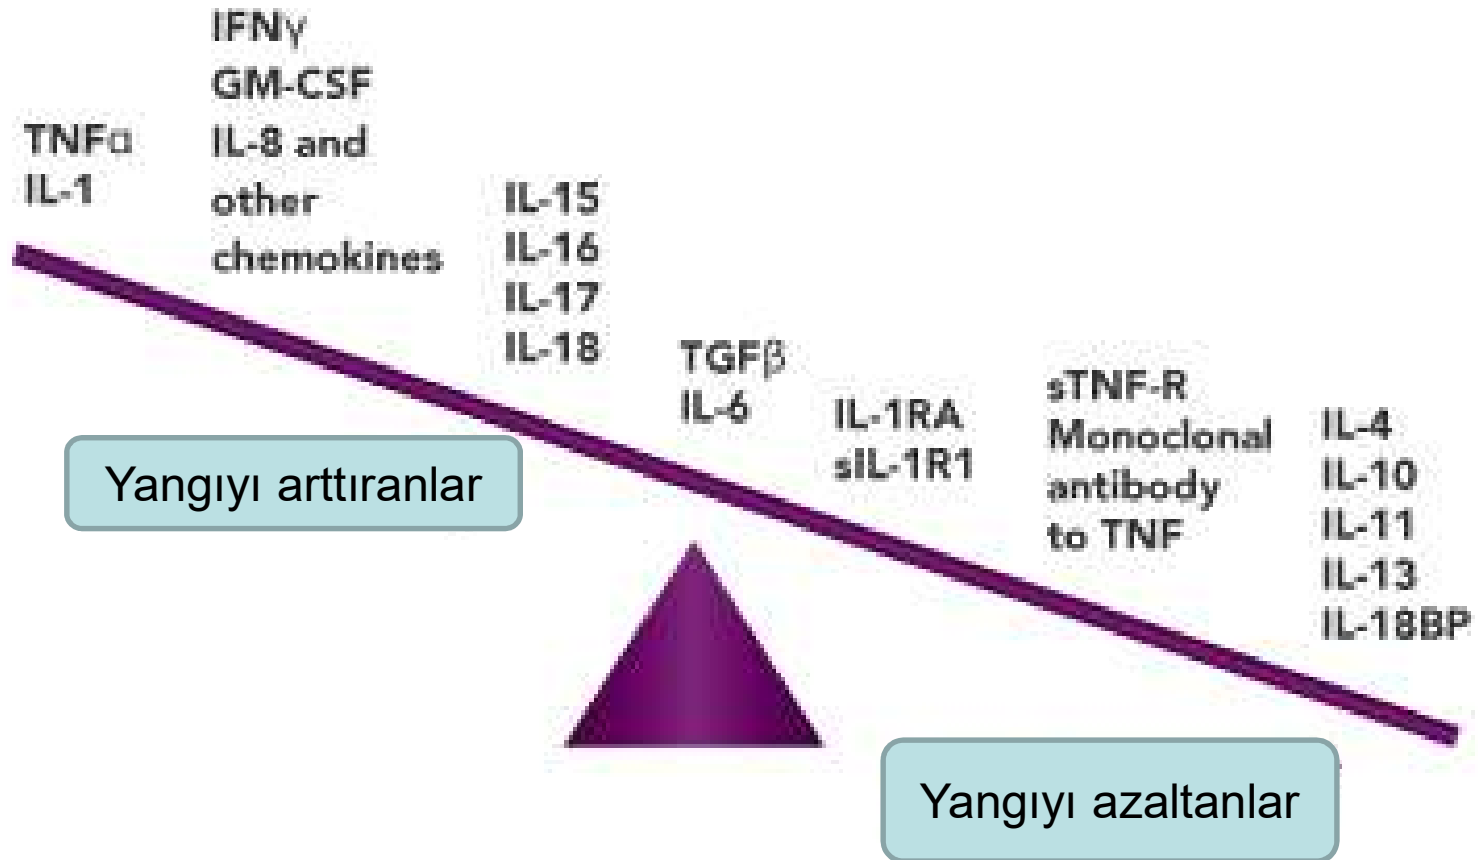 TNFα
IL-1
IFNγ
GM-CSF
IL-8 and
other
chemokines
IL-15
IL-16
IL-17
IL-18
TGFβ
IL-6
IL-1RA
sIL-1R1
sTNF-R
Monoclonal
antibody
to TNF
IL-4
IL-10
IL-11
IL-13
IL-18BP
Yangıyı arttıranlar
Yangıyı azaltanlar